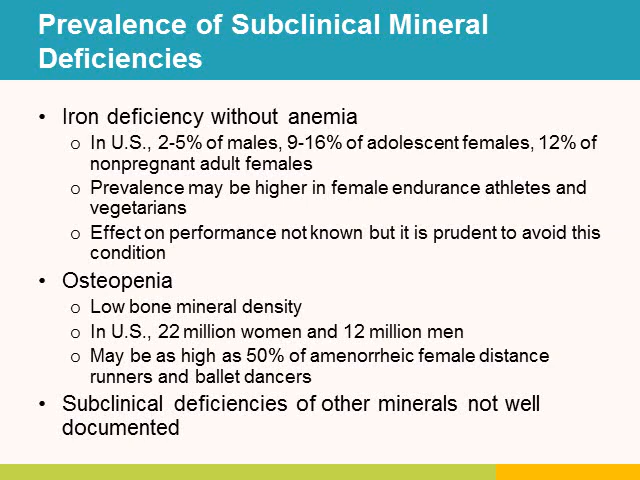 Prevalence of Subclinical Mineral
Deficiencies
• Iron deficiency without anemia
o In U.S., 2-5% of males, 9-16% of adolescent females, 12% of
nonpregnant adult females
o Prevalence may be higher in female endurance athletes and
vegetarians
o Effect on performance not known but it is prudent to avoid this
condition
• Osteopenia
o Low bone mineral density
o In U.S., 22 million women and 12 million men
o May be as high as 50% of amenorrheic female distance
runners and ballet dancers
• Subclinical deficiencies of other minerals not well
documented